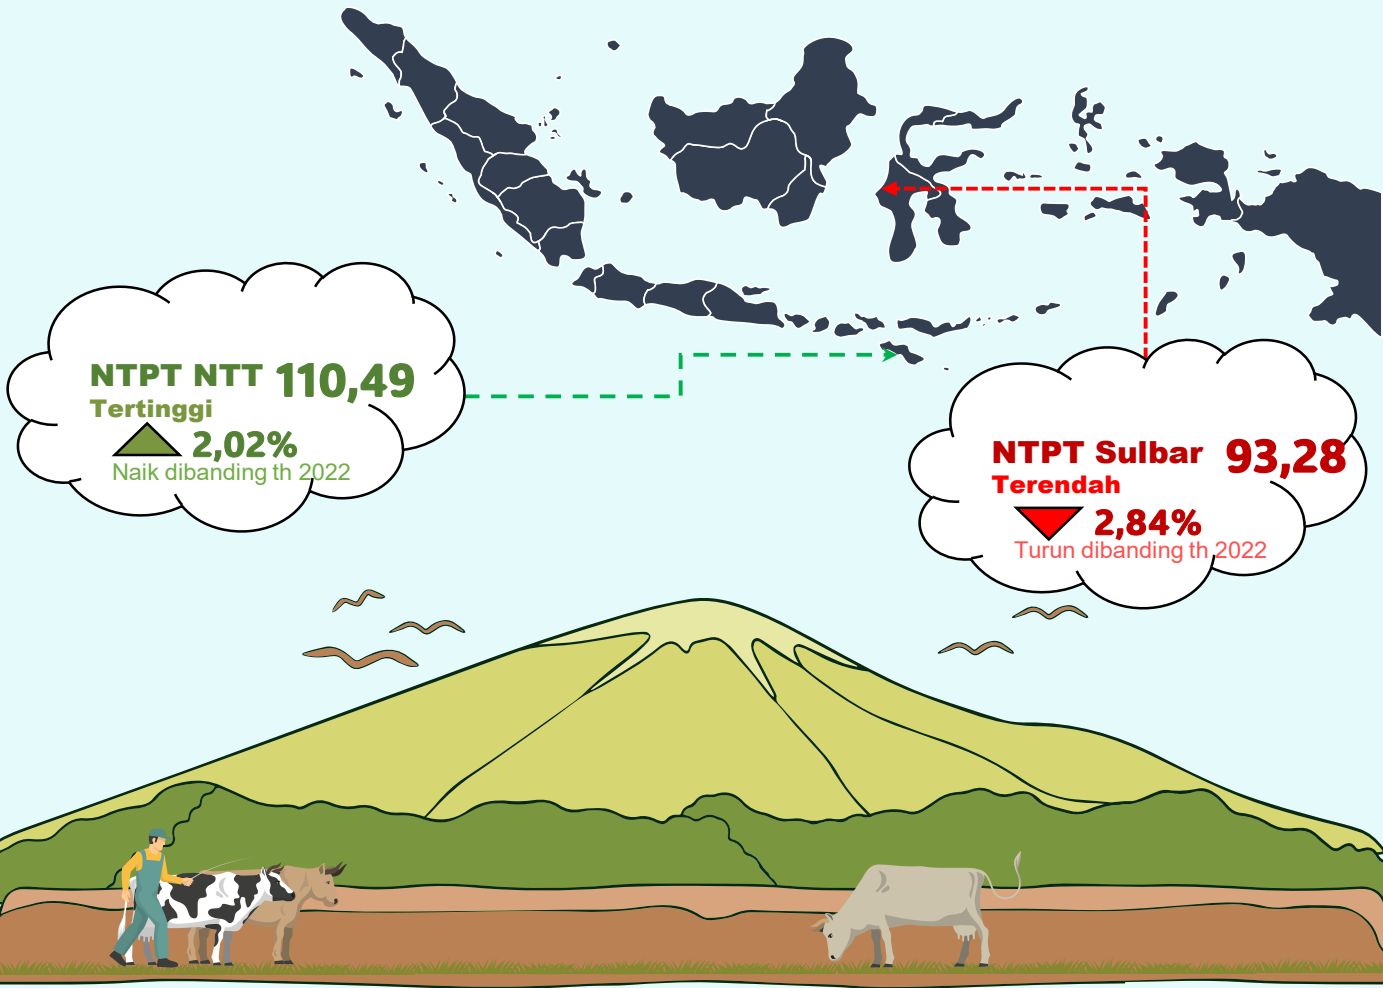 NTPT NTT 110,49
Tertinggi
2,02%
Naik dibanding th 2022
NTPT Sulbar 93,28
Terendah
2,84%
Turun dibanding th 2022